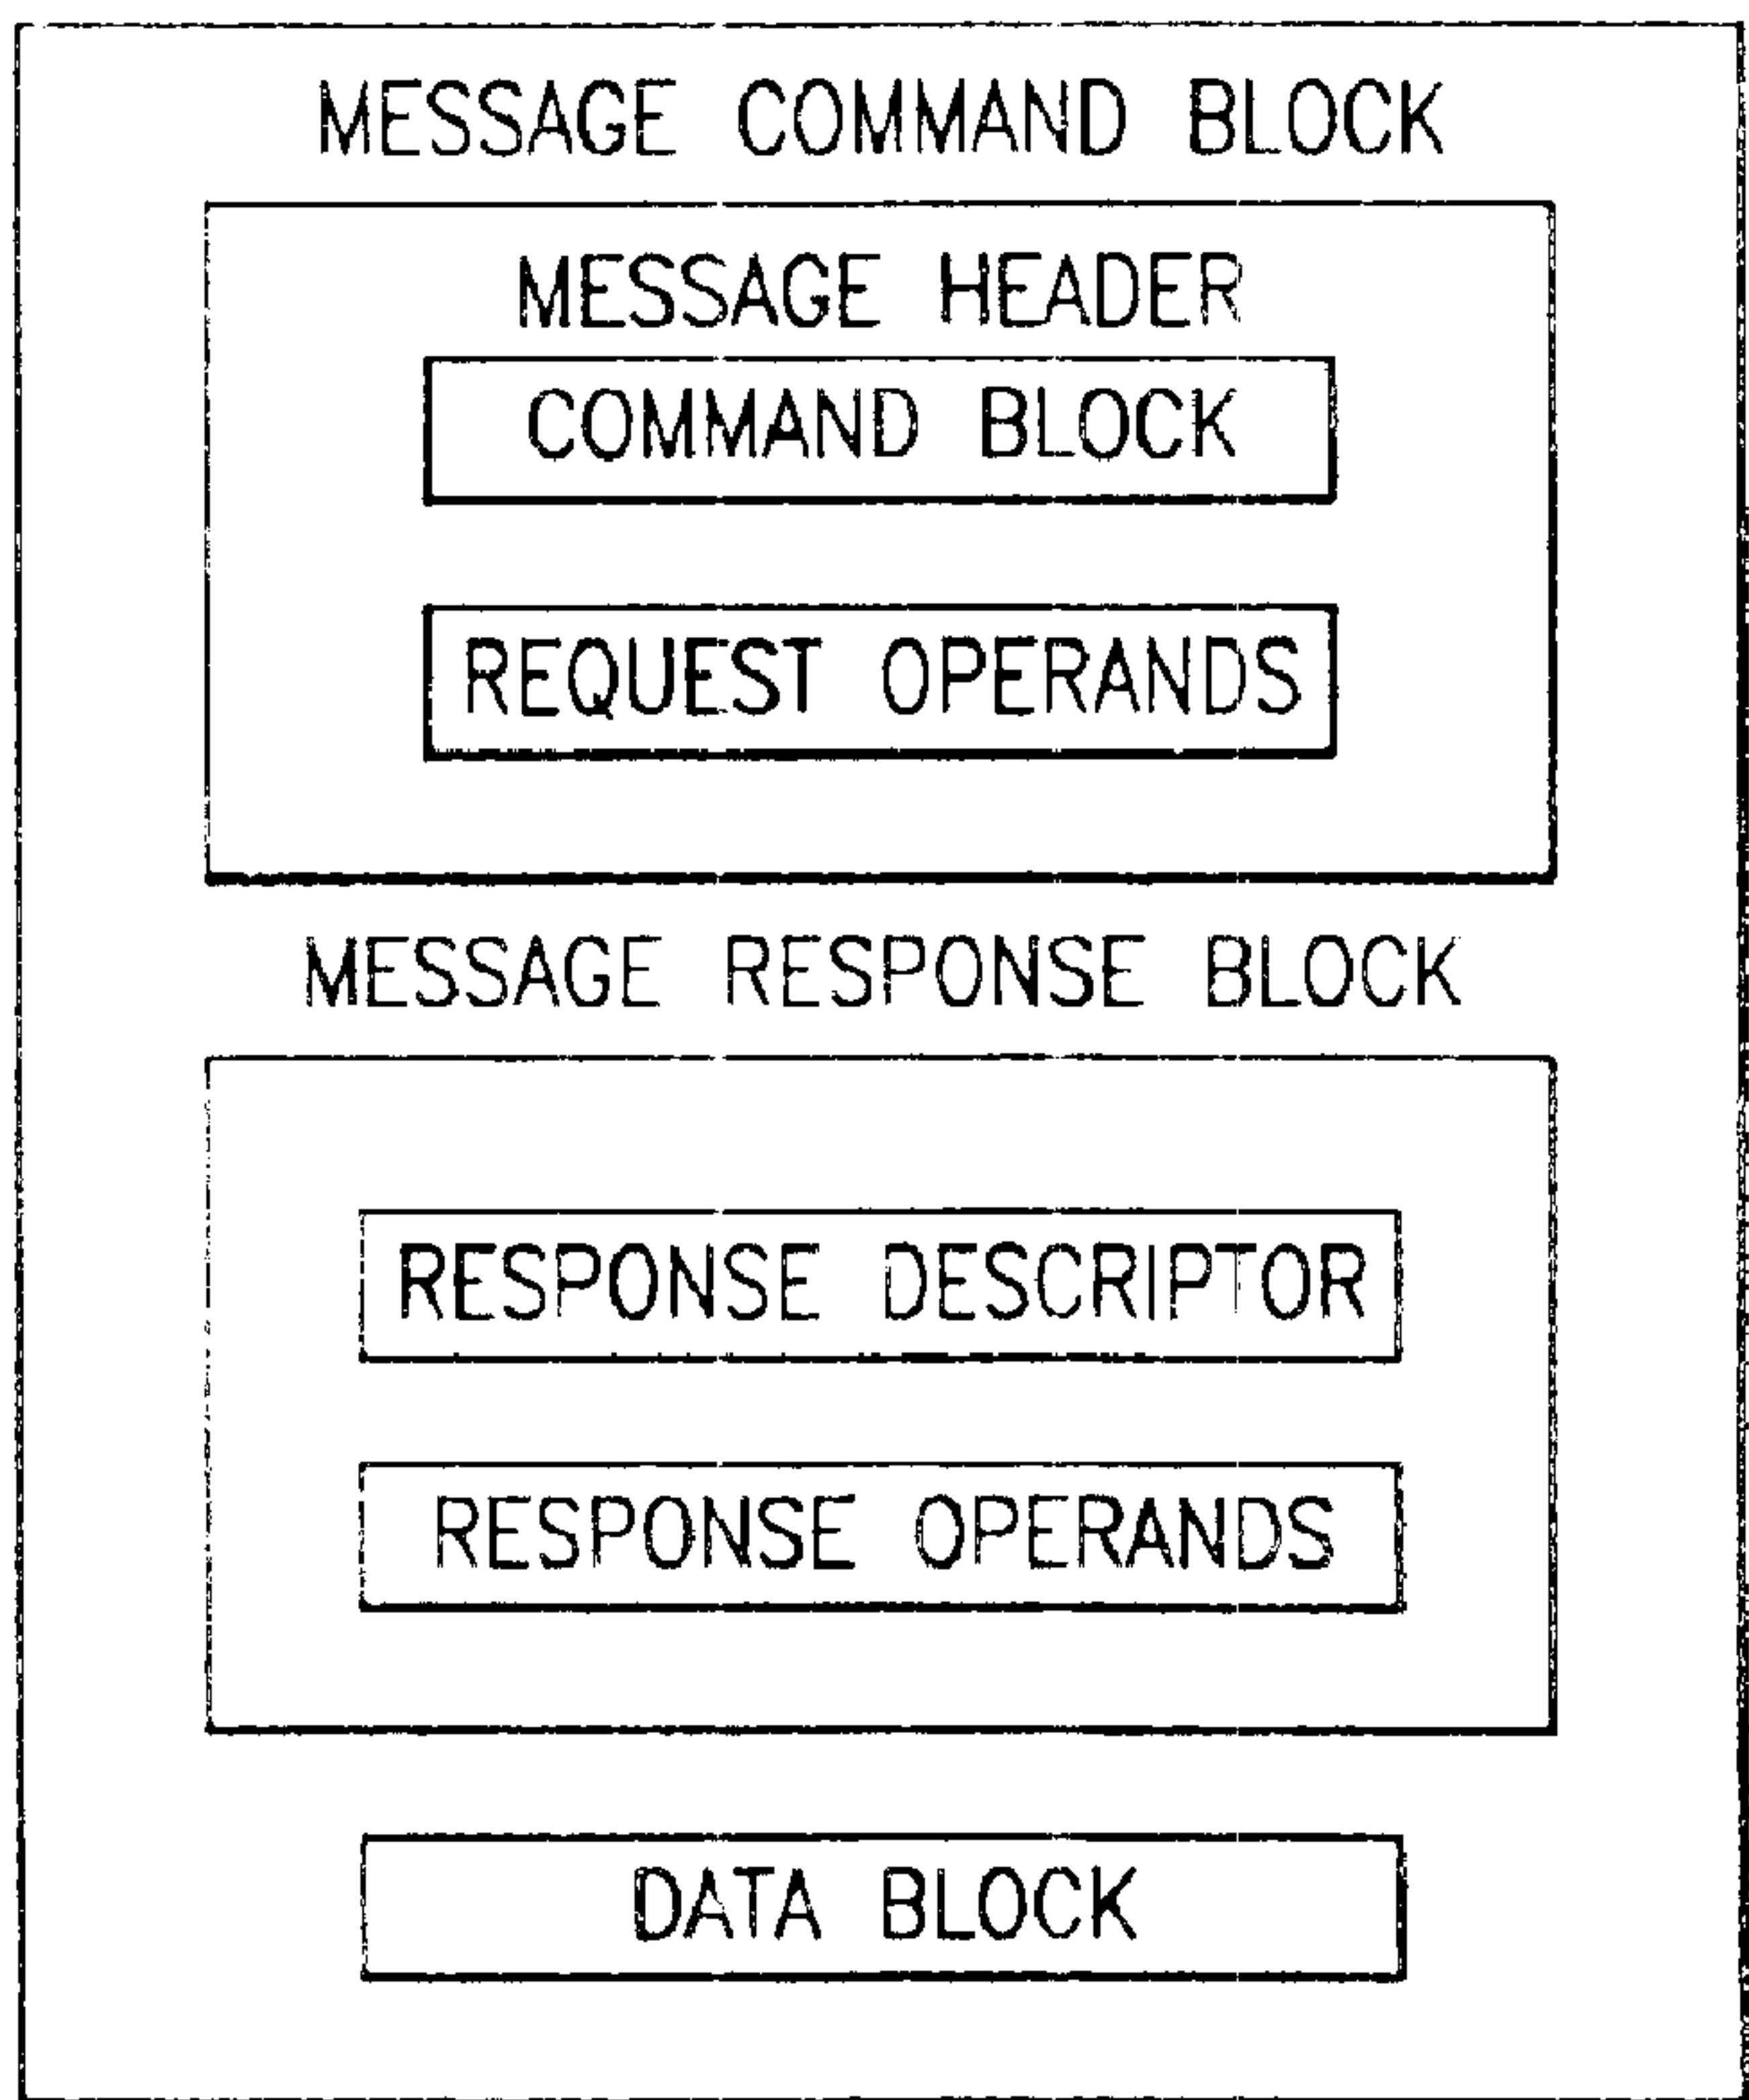 MESSAGE COMMAND BLOCK
MESSAGE HEADER
COMMAND BLOCK
REQUEST OPERANDS
MESSAGE RESPONSE BLOCK
RESPONSE DESCRIPTOR
RESPONSE OPERANDS
DATA BLOCK